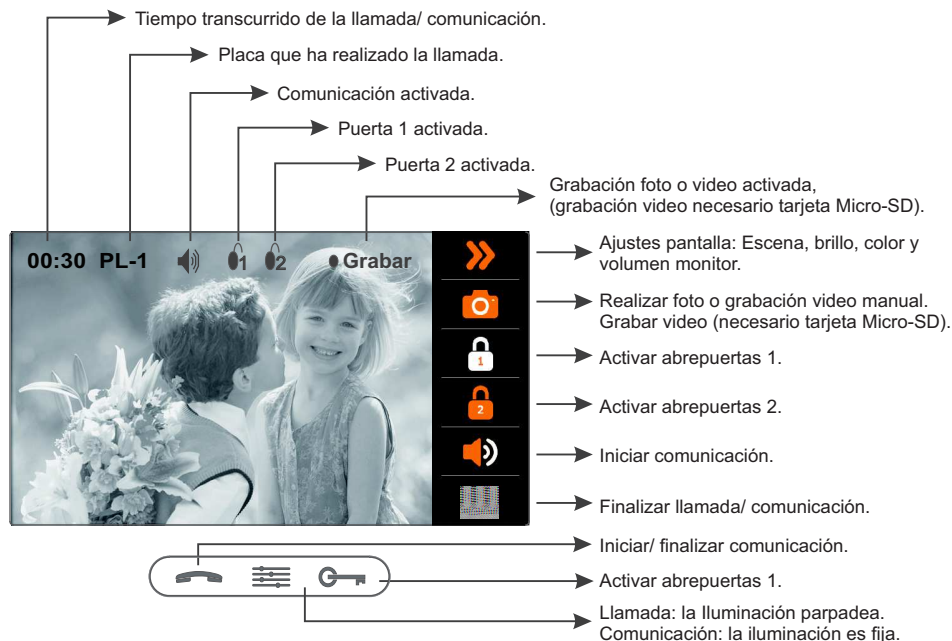 Tiempo transcurrido de la llamada/ comunicación.
Placa que ha realizado la llamada.
Comunicación activada.
Puerta 1 activada.
Puerta 2 activada.
Grabación foto o video activada,
(grabación video necesario tarjeta Micro-SD).
00:30 PL-1 1 2 Grabar
Ajustes pantalla: Escena, brillo, color y
volumen monitor.
Realizar foto o grabación video manual.
Grabar video (necesario tarjeta Micro-SD).
1
Activar abrepuertas 1.
2
Activar abrepuertas 2.
Iniciar comunicación.
Finalizar llamada/ comunicación.
Iniciar/ finalizar comunicación.
Activar abrepuertas 1.
Llamada: la Iluminación parpadea.
Comunicación: la iluminación es fija.